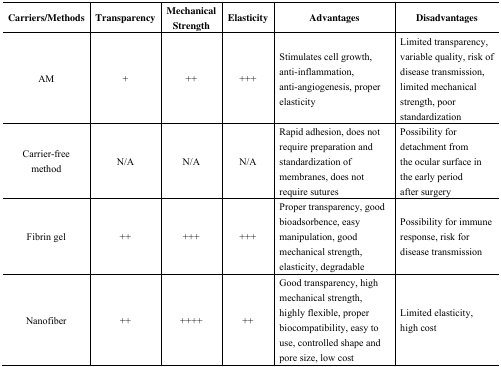 Carriers/Methods Transparency Mechanical Strength Elasticity Advantages Disadvantages
AM + ++ +++
Stimulates cell growth,
anti-inflammation,
anti-angiogenesis, proper
elasticity
Limited transparency,
variable quality, risk of
disease transmission,
limited mechanical
strength, poor
standardization
Carrier-free
method
N/A N/A N/A
Rapid adhesion, does not
require preparation and
standardization of
membranes, does not
require sutures
Possibility for
detachment from
the ocular surface in
the early period
after surgery
Fibrin gel ++ +++ +++
Proper transparency, good
bioadsorbence, easy
manipulation, good
mechanical strength,
elasticity, degradable
Possibility for immune
response, risk for
disease transmission
Nanofiber ++ ++++ ++
Good transparency, high
mechanical strength,
highly flexible, proper
biocompatibility, easy to
use, controlled shape and
pore size, low cost
Limited elasticity,
high cost